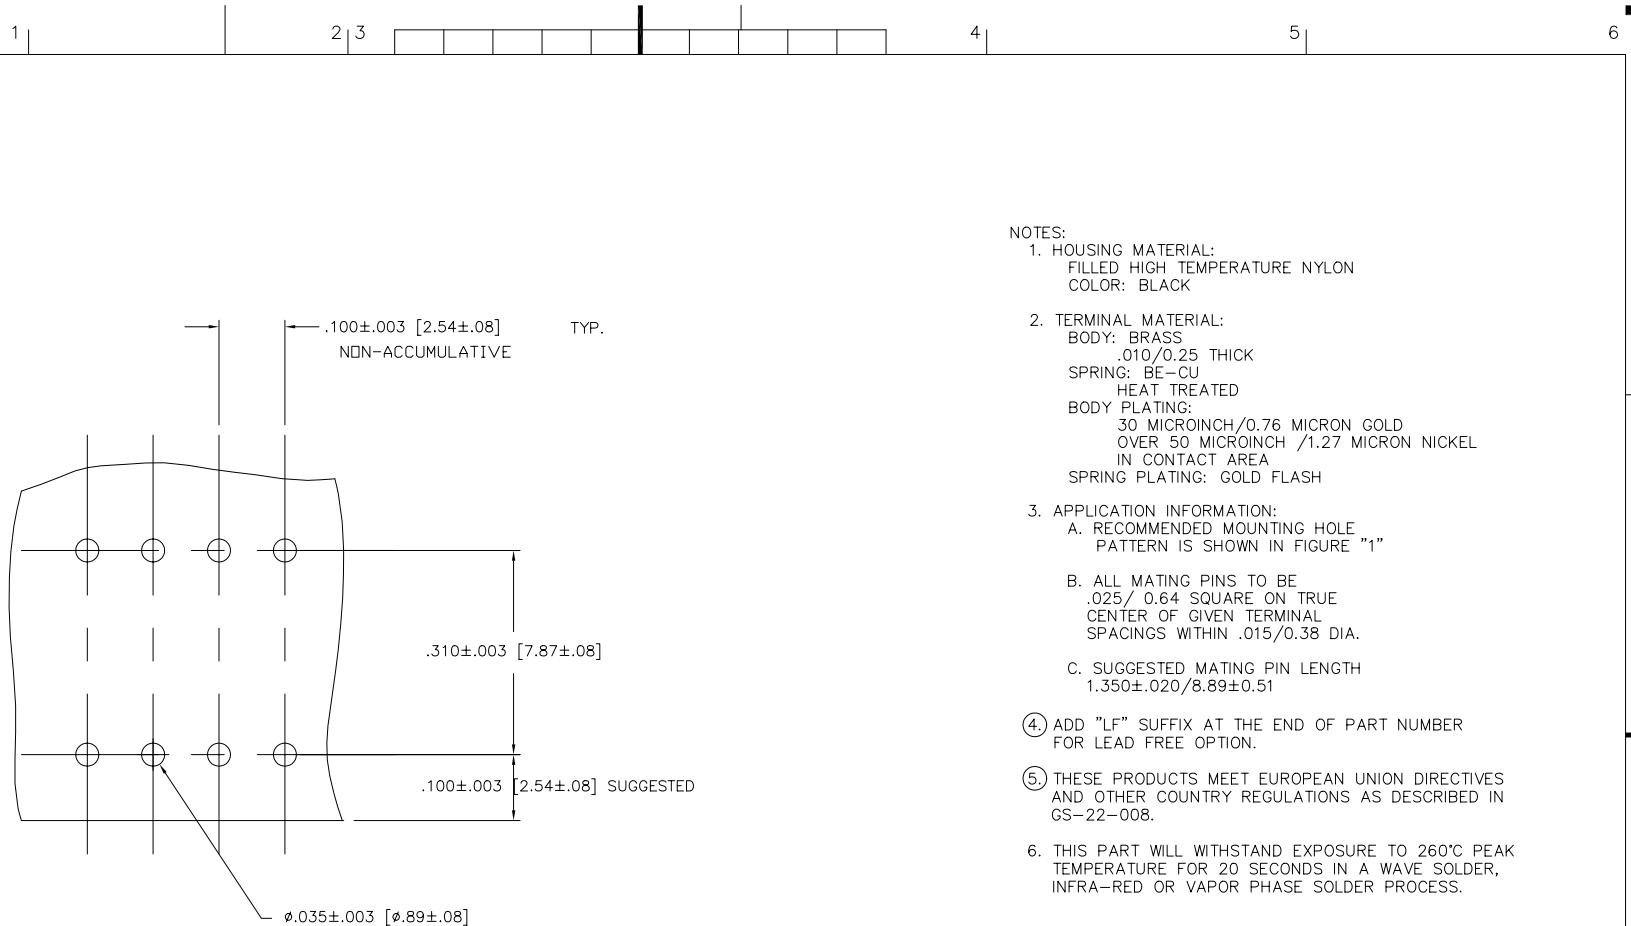 1 2 3 4 5 6
.100±.003 [2.54±.08] TYP.
NON-ACCUMULATIVE
.310±.003 [7.87±.08]
.100±.003 [2.54±.08] SUGGESTED
ø.035±.003 [ø.89±.08]
NOTES:
1. HOUSING MATERIAL:
FILLED HIGH TEMPERATURE NYLON
COLOR: BLACK
2. TERMINAL MATERIAL:
BODY: BRASS
.010/0.25 THICK
SPRING: BE-CU
HEAT TREATED
BODY PLATING:
30 MICROINCH/0.76 MICRON GOLD
OVER 50 MICROINCH /1.27 MICRON NICKEL
IN CONTACT AREA
SPRING PLATING: GOLD FLASH
3. APPLICATION INFORMATION:
A. RECOMMENDED MOUNTING HOLE
PATTERN IS SHOWN IN FIGURE "1"
B. ALL MATING PINS TO BE
.025/ 0.64 SQUARE ON TRUE
CENTER OF GIVEN TERMINAL
SPACINGS WITHIN .015/0.38 DIA.
C. SUGGESTED MATING PIN LENGTH
1.350±.020/8.89±0.51
4. ADD "LF" SUFFIX AT THE END OF PART NUMBER
FOR LEAD FREE OPTION.
5. THESE PRODUCTS MEET EUROPEAN UNION DIRECTIVES
AND OTHER COUNTRY REGULATIONS AS DESCRIBED IN
GS-22-008.
6. THIS PART WILL WITHSTAND EXPOSURE TO 260°C PEAK
TEMPERATURE FOR 20 SECONDS IN A WAVE SOLDER,
INFRA-RED OR VAPOR PHASE SOLDER PROCESS.